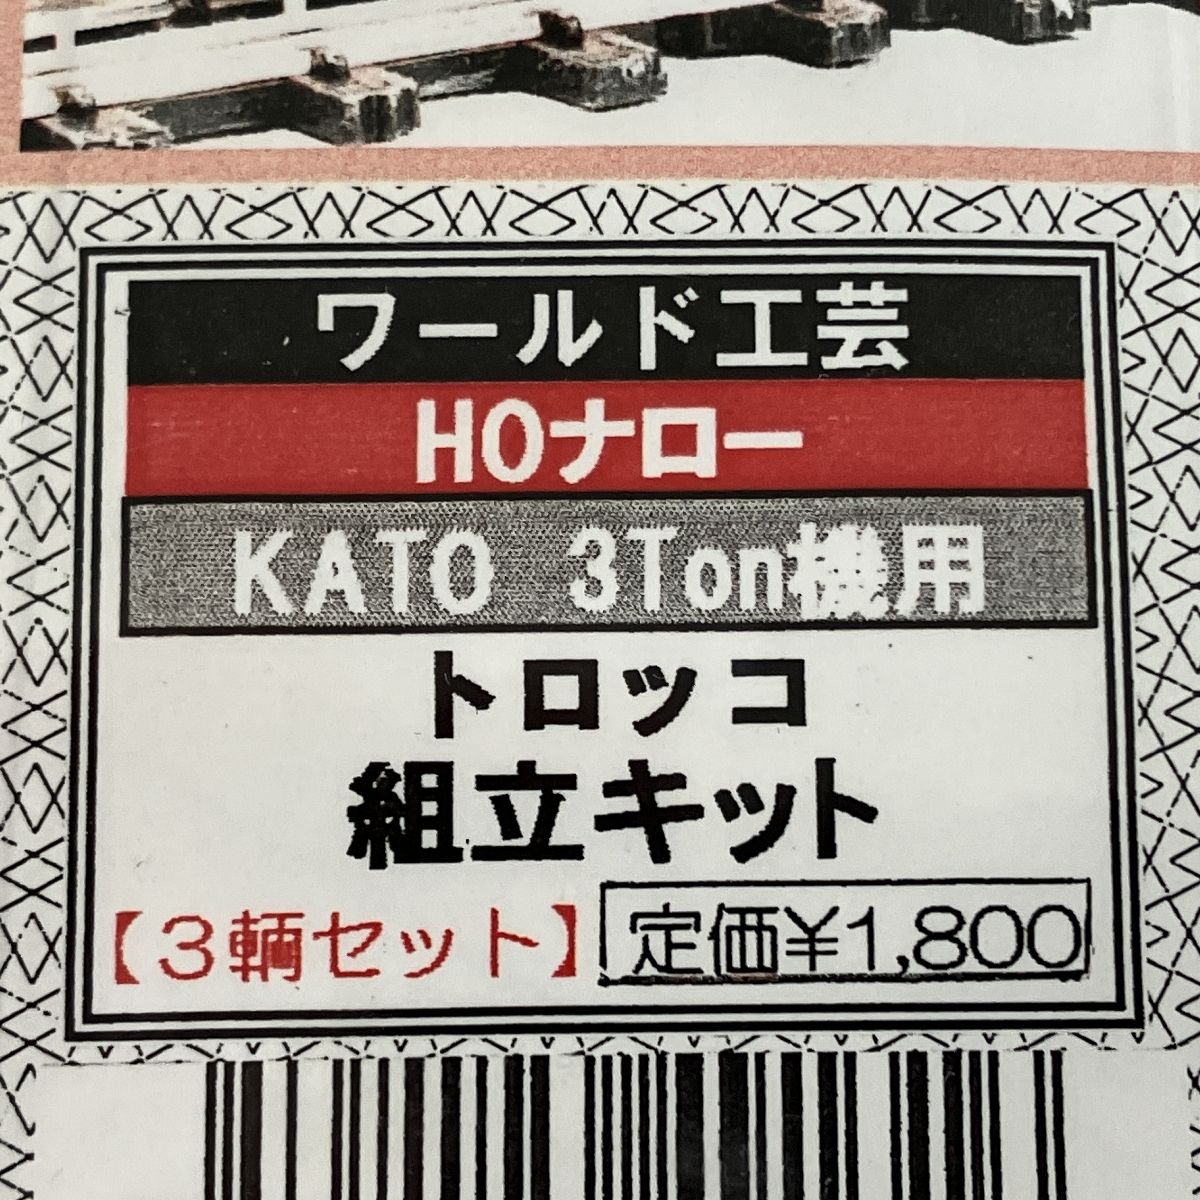 ワールド工芸
HOナロー
KATO 3Ton機用
トロッコ
組立キット
【3輌セット】 定価¥1,800